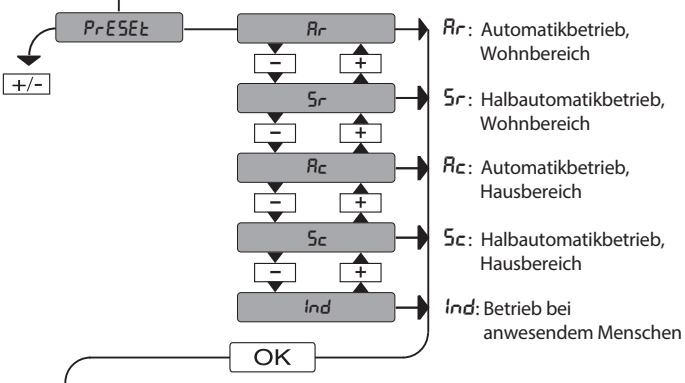 PrESEt
+/-
Ar
- +
Sr
- +
Ac
- +
Sc
- +
Ind
OK
Ar: Automatikbetrieb,
Wohnbereich
Sr: Halbautomatikbetrieb,
Wohnbereich
Ac: Automatikbetrieb,
Hausbereich
Sc: Halbautomatikbetrieb,
Hausbereich
Ind: Betrieb bei
anwesendem Menschen